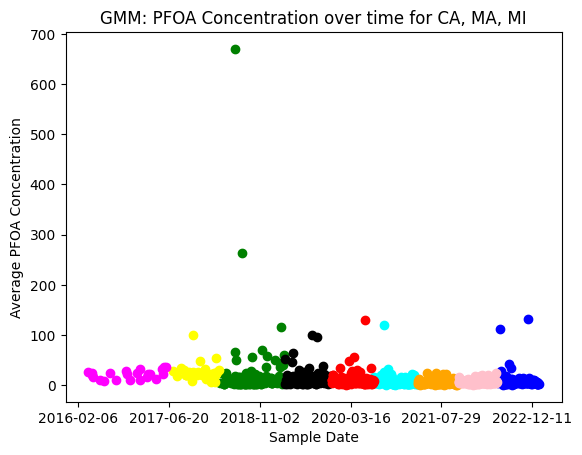 GMM: PFOA Concentration over time for CA, MA, MI
Average PFOA Concentration
700
600
500
400
300
200
100
0
2016-02-06 2017-06-20 2018-11-02 2020-03-16 2021-07-29 2022-12-11
Sample Date